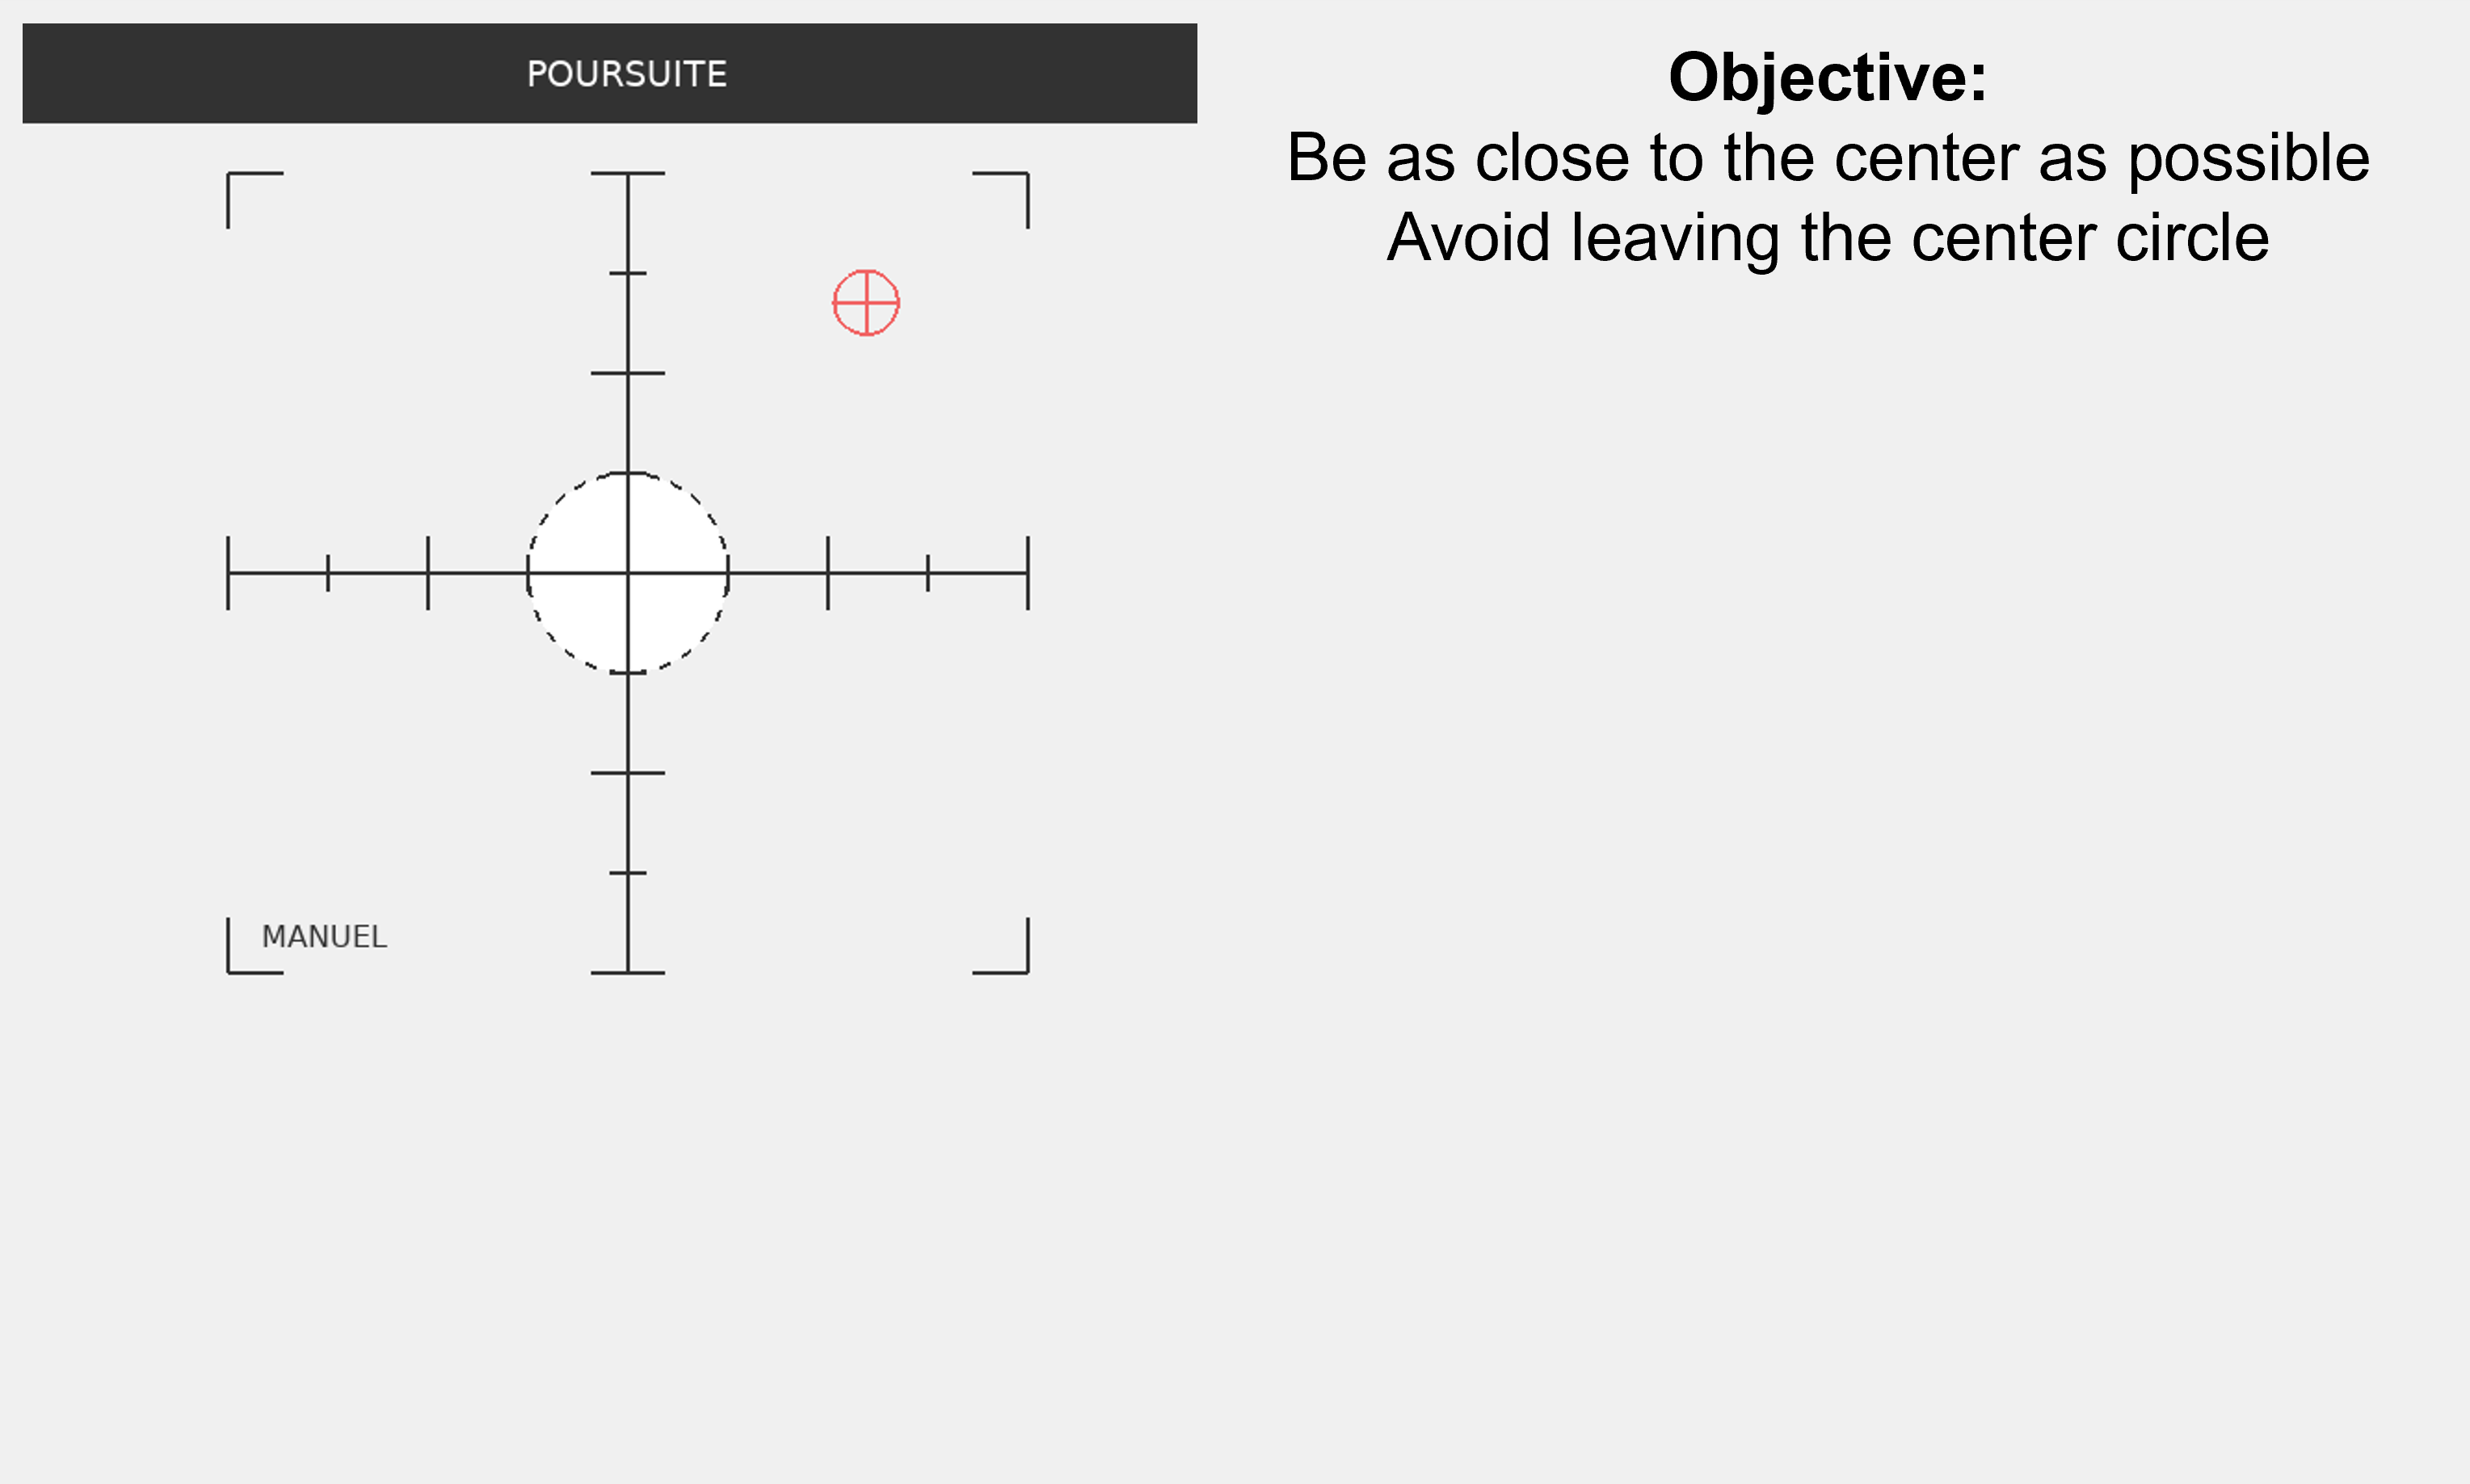 POURSUITE
MANUEL
Objective:
Be as close to the center as possible
Avoid leaving the center circle